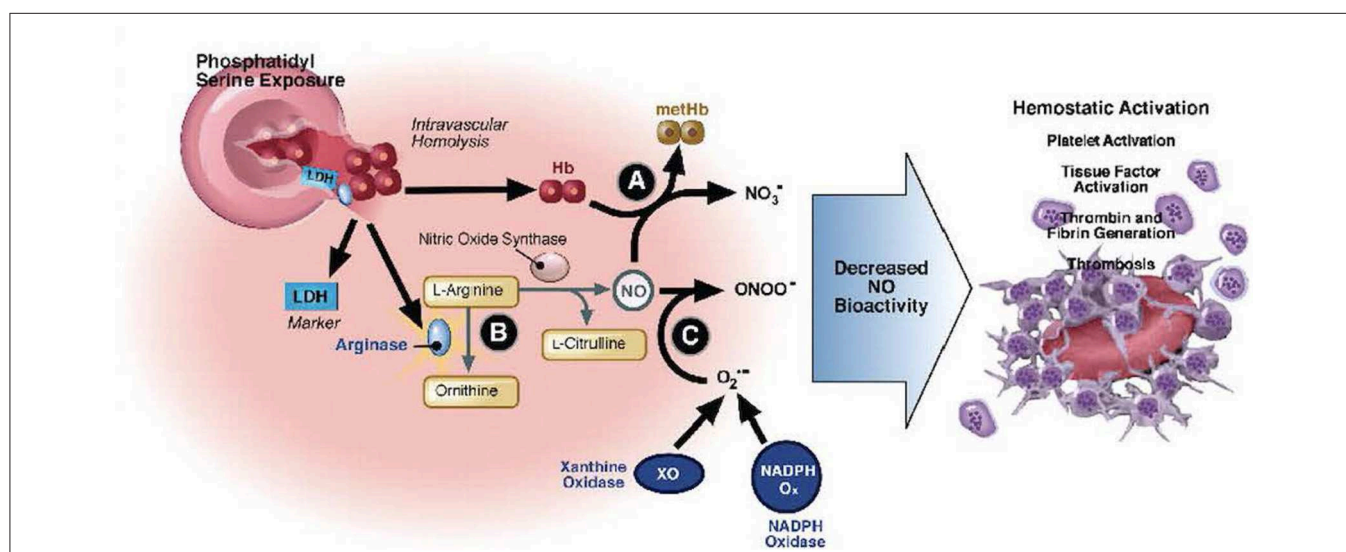 Phosphatidyl
Serine Exposure
Intravascular
Hemolysis
LDH
LDH
Marker
Hb
A
metHb
NO₃⁻
Nitric Oxide Synthase
L-Arginine
NO
ONOO⁻
B
Arginase
L-Citrulline
C
Ornithine
O₂·⁻
Xanthine
Oxidase
XO
NADPH
Ox
NADPH
Oxidase
Decreased
NO
Bioactivity
Hemostatic Activation
Platelet Activation
Tissue Factor
Activation
Thrombin and
Fibrin Generation
Thrombosis